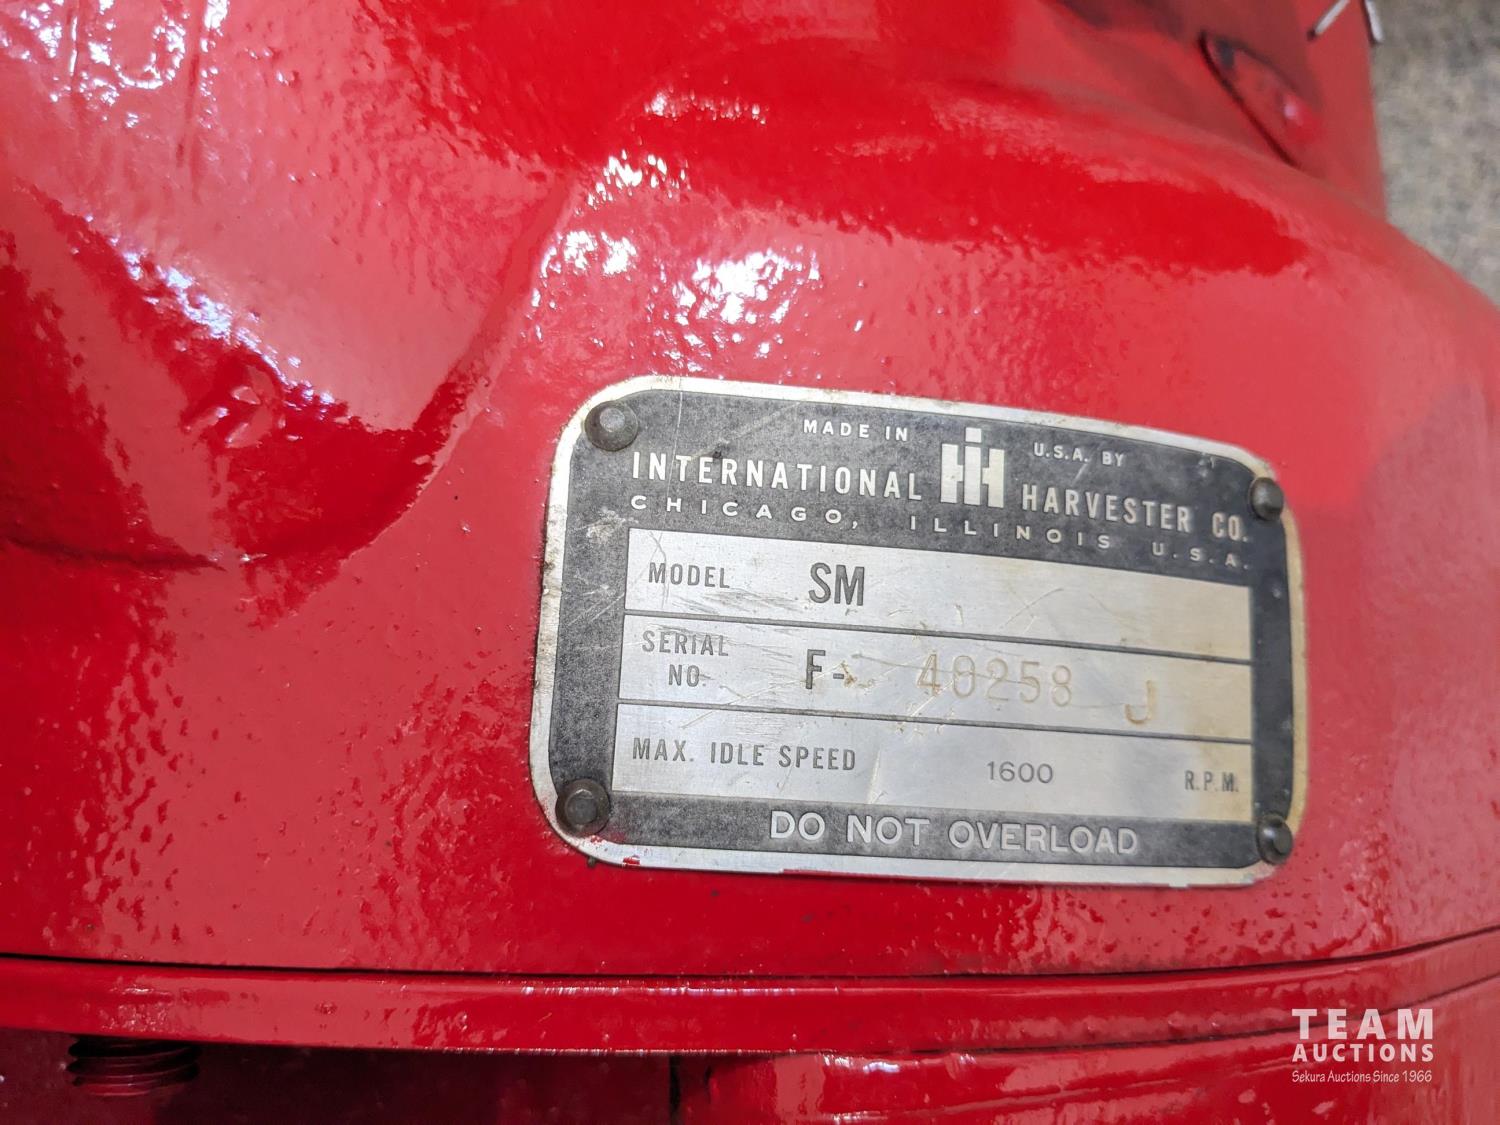 MADE IN IH U.S.A. BY
INTERNATIONAL HARVESTER CO.
CHICAGO, ILLINOIS U.S.A.
MODEL SM
SERIAL NO. F- 40258 J
MAX. IDLE SPEED 1600 R.P.M.
DO NOT OVERLOAD
TEAM
AUCTIONS
Sekura Auctions Since 1966